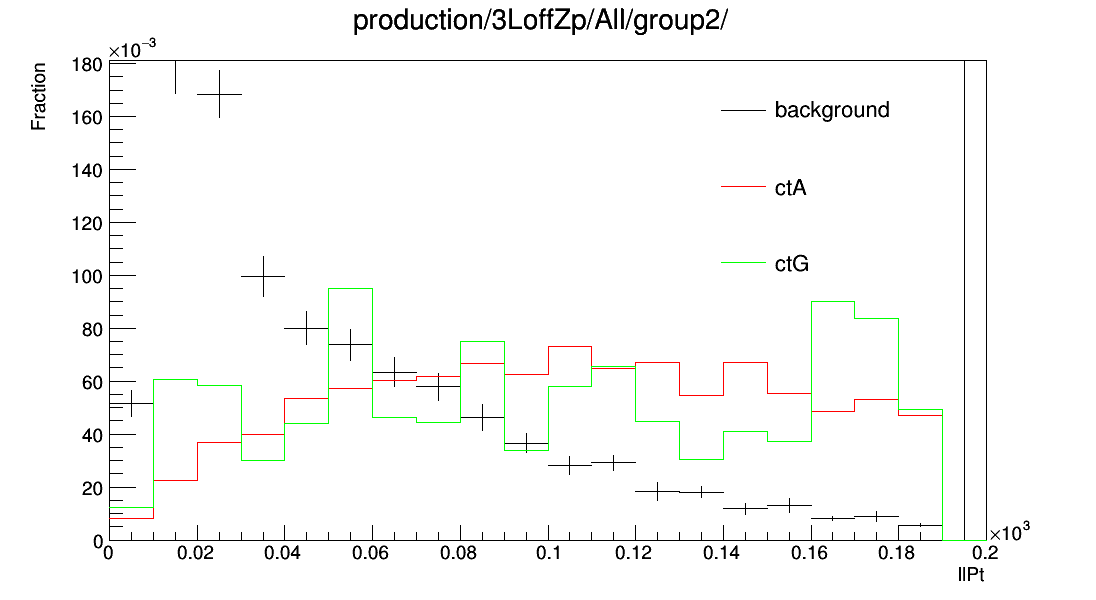 production/3LoffZp/All/group2/
×10⁻³
Fraction
180
160
140
120
100
80
60
40
20
0
background
ctA
ctG
0 0.02 0.04 0.06 0.08 0.1 0.12 0.14 0.16 0.18 0.2
×10³
llPt